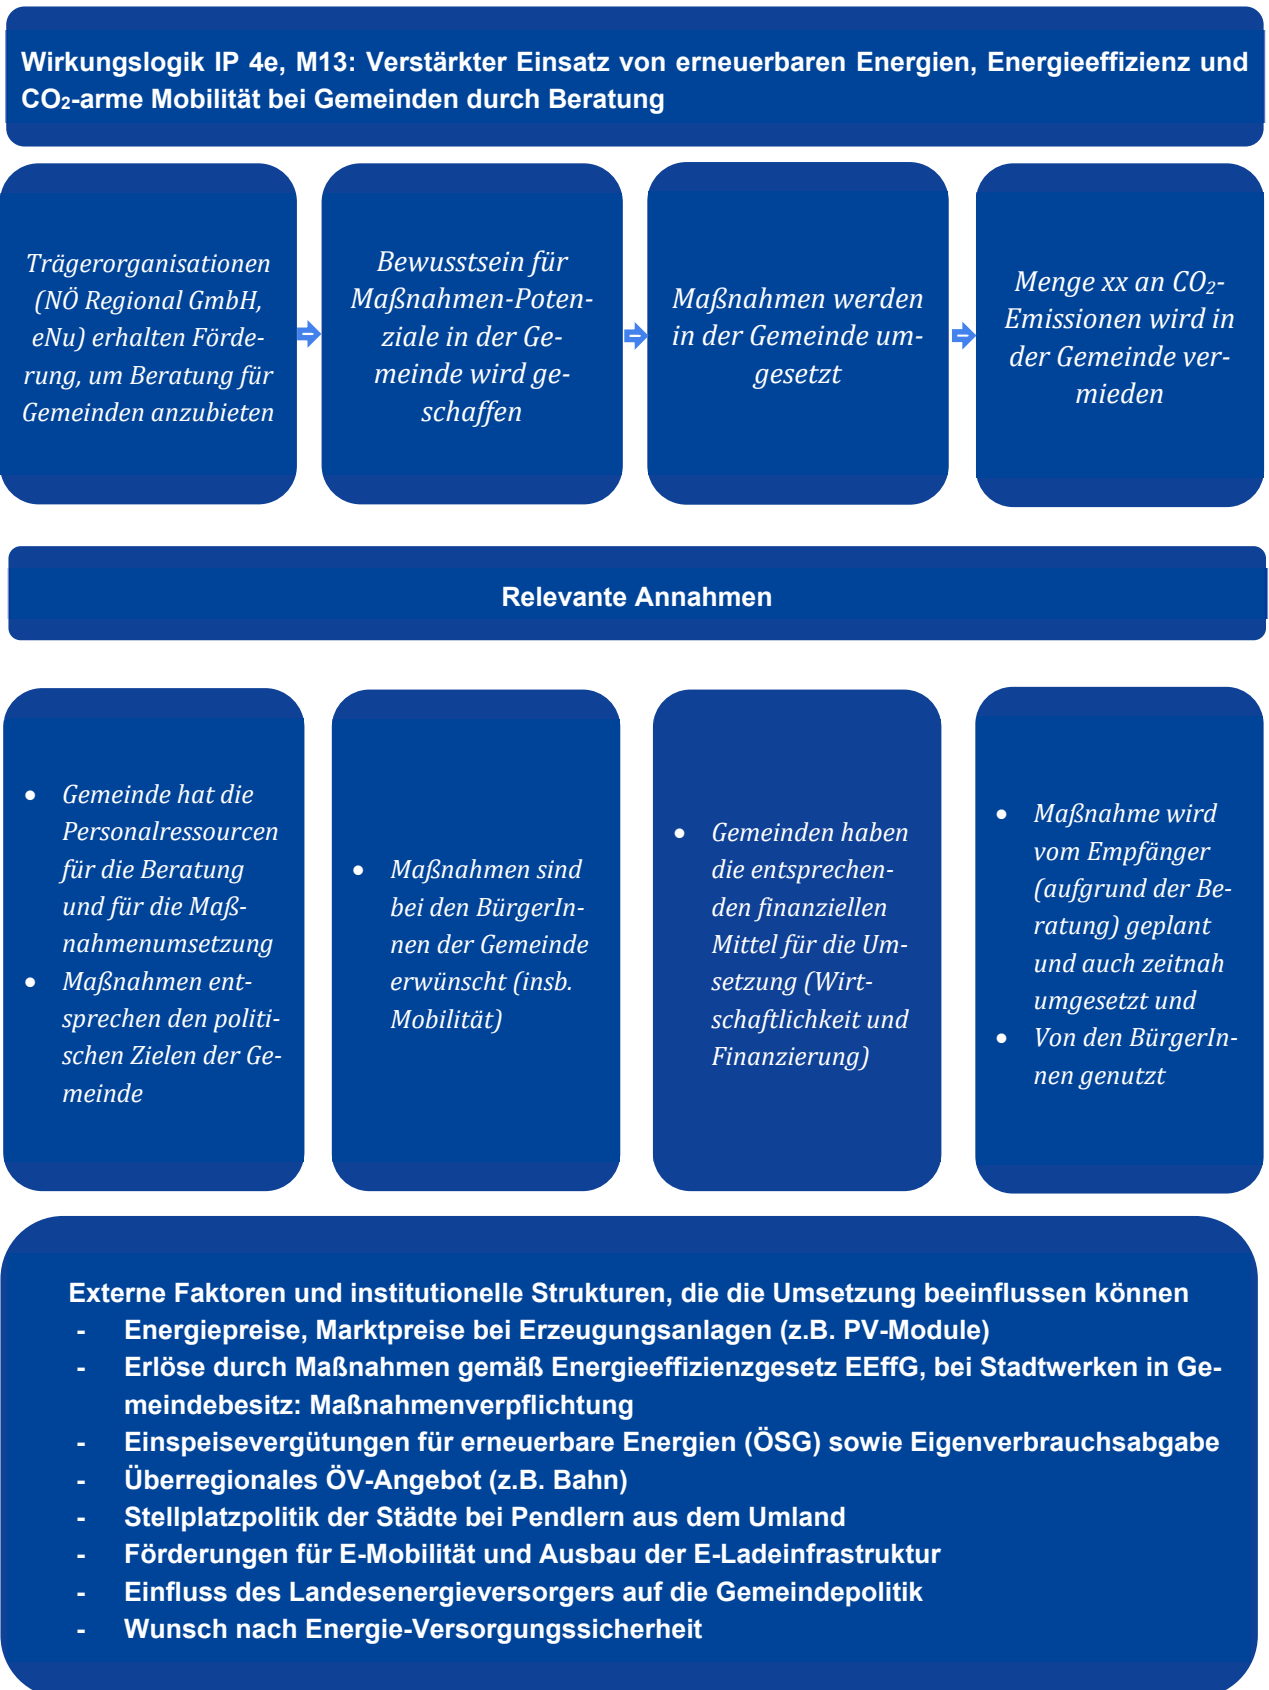 Wirkungslogik IP 4e, M13: Verstärkter Einsatz von erneuerbaren Energien, Energieeffizienz und
CO₂-arme Mobilität bei Gemeinden durch Beratung
Trägerorganisationen
(NÖ Regional GmbH,
eNu) erhalten Förde-
rung, um Beratung für
Gemeinden anzubieten
Bewusstsein für
Maßnahmen-Poten-
ziale in der Ge-
meinde wird ge-
schaffen
Maßnahmen werden
in der Gemeinde um-
gesetzt
Menge xx an CO₂-
Emissionen wird in
der Gemeinde ver-
mieden
Relevante Annahmen
• Gemeinde hat die
Personalressourcen
für die Beratung
und für die Maß-
nahmenumsetzung
• Maßnahmen ent-
sprechen den politi-
schen Zielen der Ge-
meinde
• Maßnahmen sind
bei den BürgerIn-
nen der Gemeinde
erwünscht (insb.
Mobilität)
• Gemeinden haben
die entsprechen-
den finanziellen
Mittel für die Um-
setzung (Wirt-
schaftlichkeit und
Finanzierung)
• Maßnahme wird
vom Empfänger
(aufgrund der Be-
ratung) geplant
und auch zeitnah
umgesetzt und
• Von den BürgerIn-
nen genutzt
Externe Faktoren und institutionelle Strukturen, die die Umsetzung beeinflussen können
- Energiepreise, Marktpreise bei Erzeugungsanlagen (z.B. PV-Module)
- Erlöse durch Maßnahmen gemäß Energieeffizienzgesetz EEffG, bei Stadtwerken in Ge-
meindebesitz: Maßnahmenverpflichtung
- Einspeisevergütungen für erneuerbare Energien (ÖSG) sowie Eigenverbrauchsabgabe
- Überregionales ÖV-Angebot (z.B. Bahn)
- Stellplatzpolitik der Städte bei Pendlern aus dem Umland
- Förderungen für E-Mobilität und Ausbau der E-Ladeinfrastruktur
- Einfluss des Landesenergieversorgers auf die Gemeindepolitik
- Wunsch nach Energie-Versorgungssicherheit